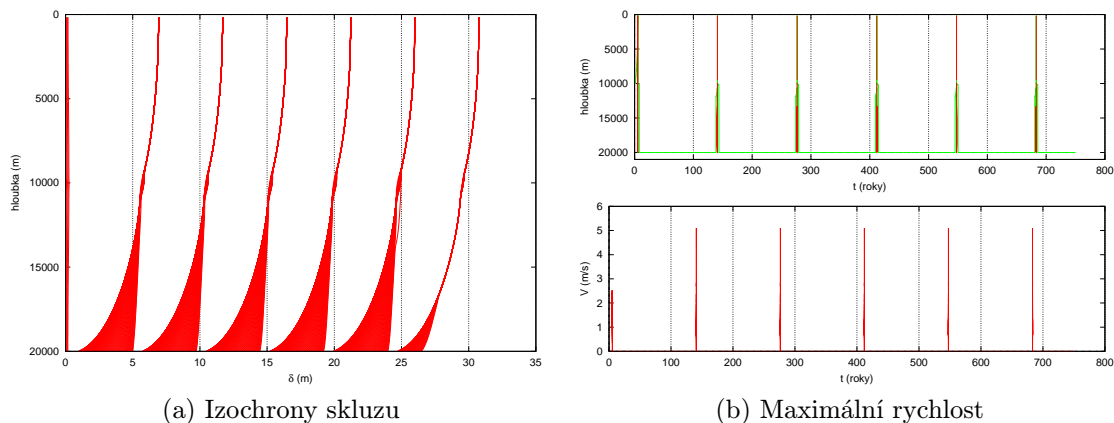 0
5000
10000
15000
20000
hloubka (m)
0 5 10 15 20 25 30 35
δ (m)
(a) Izochrony skluzu
0
5000
10000
15000
20000
hloubka (m)
0 100 200 300 400 500 600 700 800
t (roky)
6
5
4
3
2
1
0
V (m/s)
0 100 200 300 400 500 600 700 800
t (roky)
(b) Maximální rychlost